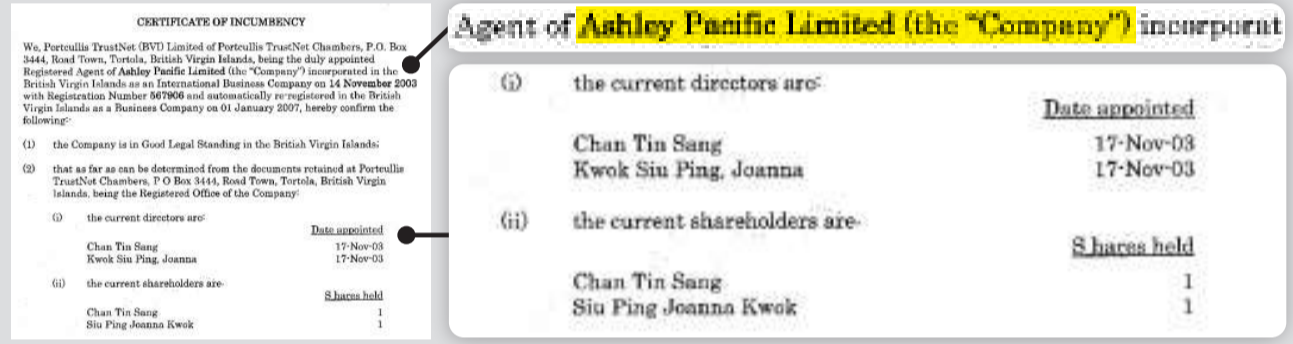 CERTIFICATE OF INCUMBENCY
We, Portcullis TrustNet (BVI) Limited of Portcullis TrustNet Chambers, P.O. Box
3444, Road Town, Tortola, British Virgin Islands, being the duly appointed
Registered Agent of Ashley Pacific Limited (the "Company") incorporated in the
British Virgin Islands as an International Business Company on 14 November 2003
with Registration Number 567906 and automatically re-registered in the British
Virgin Islands as a Business Company on 01 January 2007, hereby confirm the
following:-
(1) the Company is in Good Legal Standing in the British Virgin Islands;
(2) that as far as can be determined from the documents retained at Portcullis
TrustNet Chambers, P O Box 3444, Road Town, Tortola, British Virgin
Islands, being the Registered Office of the Company:
(i) the current directors are:
Date appointed
Chan Tin Sang 17-Nov-03
Kwok Siu Ping, Joanna 17-Nov-03
(ii) the current shareholders are-
Shares held
Chan Tin Sang 1
Siu Ping Joanna Kwok 1
Agent of Ashley Pacific Limited (the "Company") incorporat
(i) the current directors are:
Date appointed
Chan Tin Sang 17-Nov-03
Kwok Siu Ping, Joanna 17-Nov-03
(ii) the current shareholders are-
Shares held
Chan Tin Sang 1
Siu Ping Joanna Kwok 1